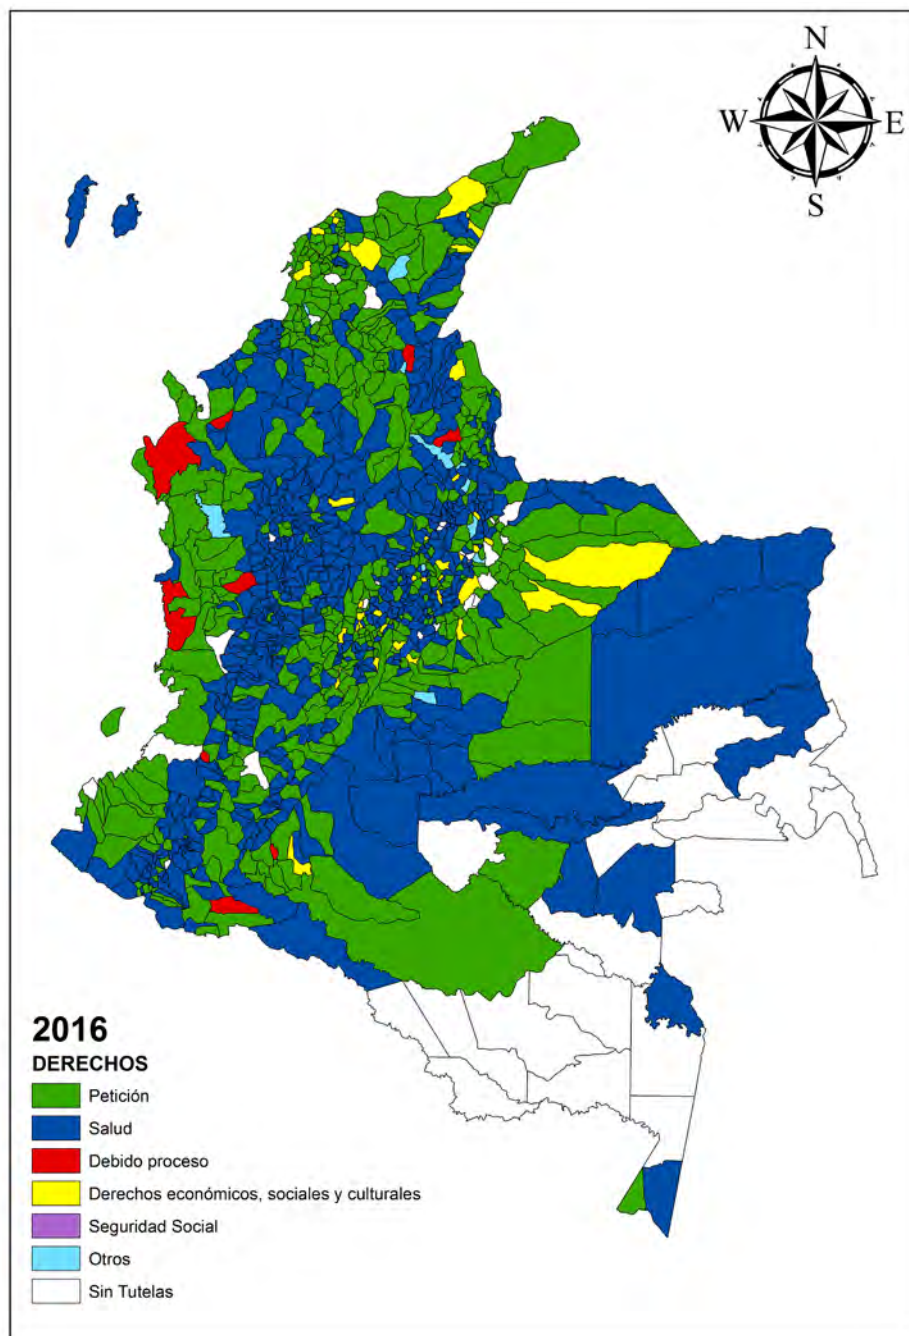 N
W E
S
2016
DERECHOS
Petición
Salud
Debido proceso
Derechos económicos, sociales y culturales
Seguridad Social
Otros
Sin Tutelas